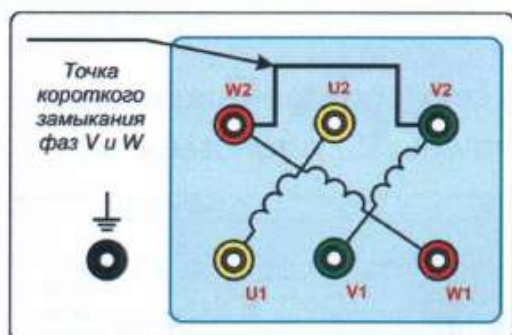 Точка
короткого
замыкания
фаз V и W
W2
U2
V2
U1
V1
W1